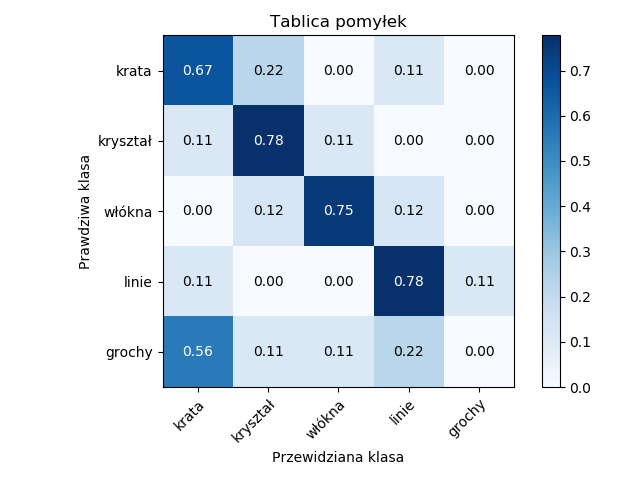 Tablica pomyłek
krata 0.67 0.22 0.00 0.11 0.00
kryształ 0.11 0.78 0.11 0.00 0.00
włókna 0.00 0.12 0.75 0.12 0.00
linie 0.11 0.00 0.00 0.78 0.11
grochy 0.56 0.11 0.11 0.22 0.00
krata kryształ włókna linie grochy
Prawdziwa klasa
Przewidziana klasa
0.7
0.6
0.5
0.4
0.3
0.2
0.1
0.0